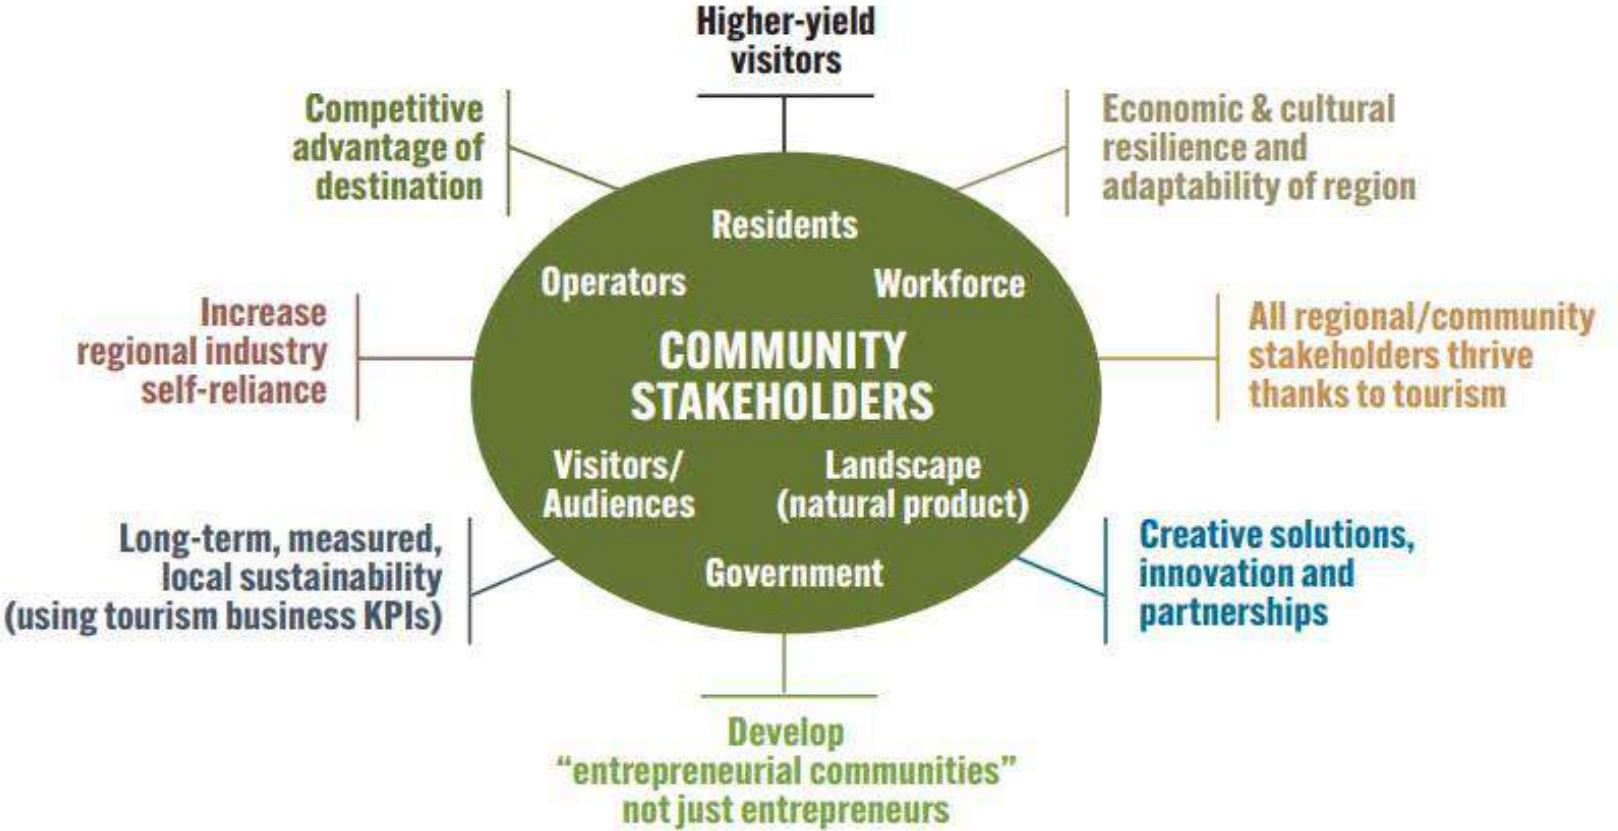 Higher-yield
visitors
Competitive
advantage of
destination
Economic & cultural
resilience and
adaptability of region
Residents
Operators
Workforce
Increase
regional industry
self-reliance
COMMUNITY
STAKEHOLDERS
All regional/community
stakeholders thrive
thanks to tourism
Visitors/
Audiences
Landscape
(natural product)
Long-term, measured,
local sustainability
(using tourism business KPIs)
Government
Creative solutions,
innovation and
partnerships
Develop
“entrepreneurial communities”
not just entrepreneurs